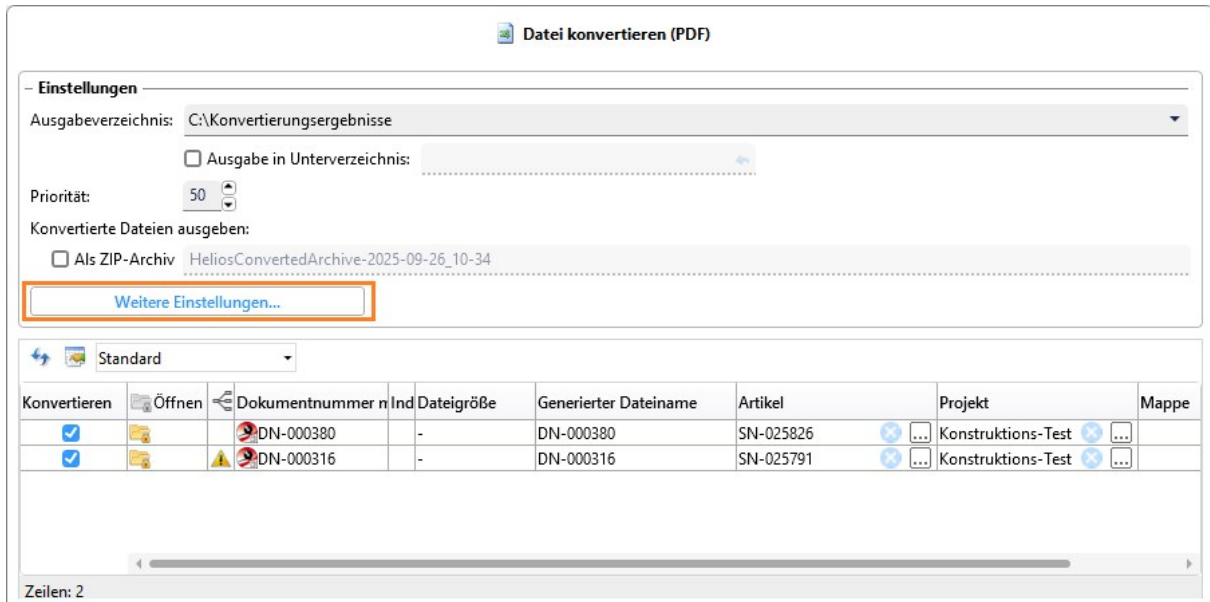 Datei konvertieren (PDF)
Einstellungen
Ausgabeverzeichnis: C:\Konvertierungsergebnisse
Ausgabe in Unterverzeichnis:
Priorität: 50
Konvertierte Dateien ausgeben:
Als ZIP-Archiv HeliosConvertedArchive-2025-09-26_10-34
Weitere Einstellungen...
Standard
Konvertieren Öffnen Dokumentnummer n Ind Dateigröße Generierter Dateiname Artikel Projekt Mappe
DN-000380 - DN-000380 SN-025826 ... Konstruktions-Test ...
DN-000316 - DN-000316 SN-025791 ... Konstruktions-Test ...
Zeilen: 2